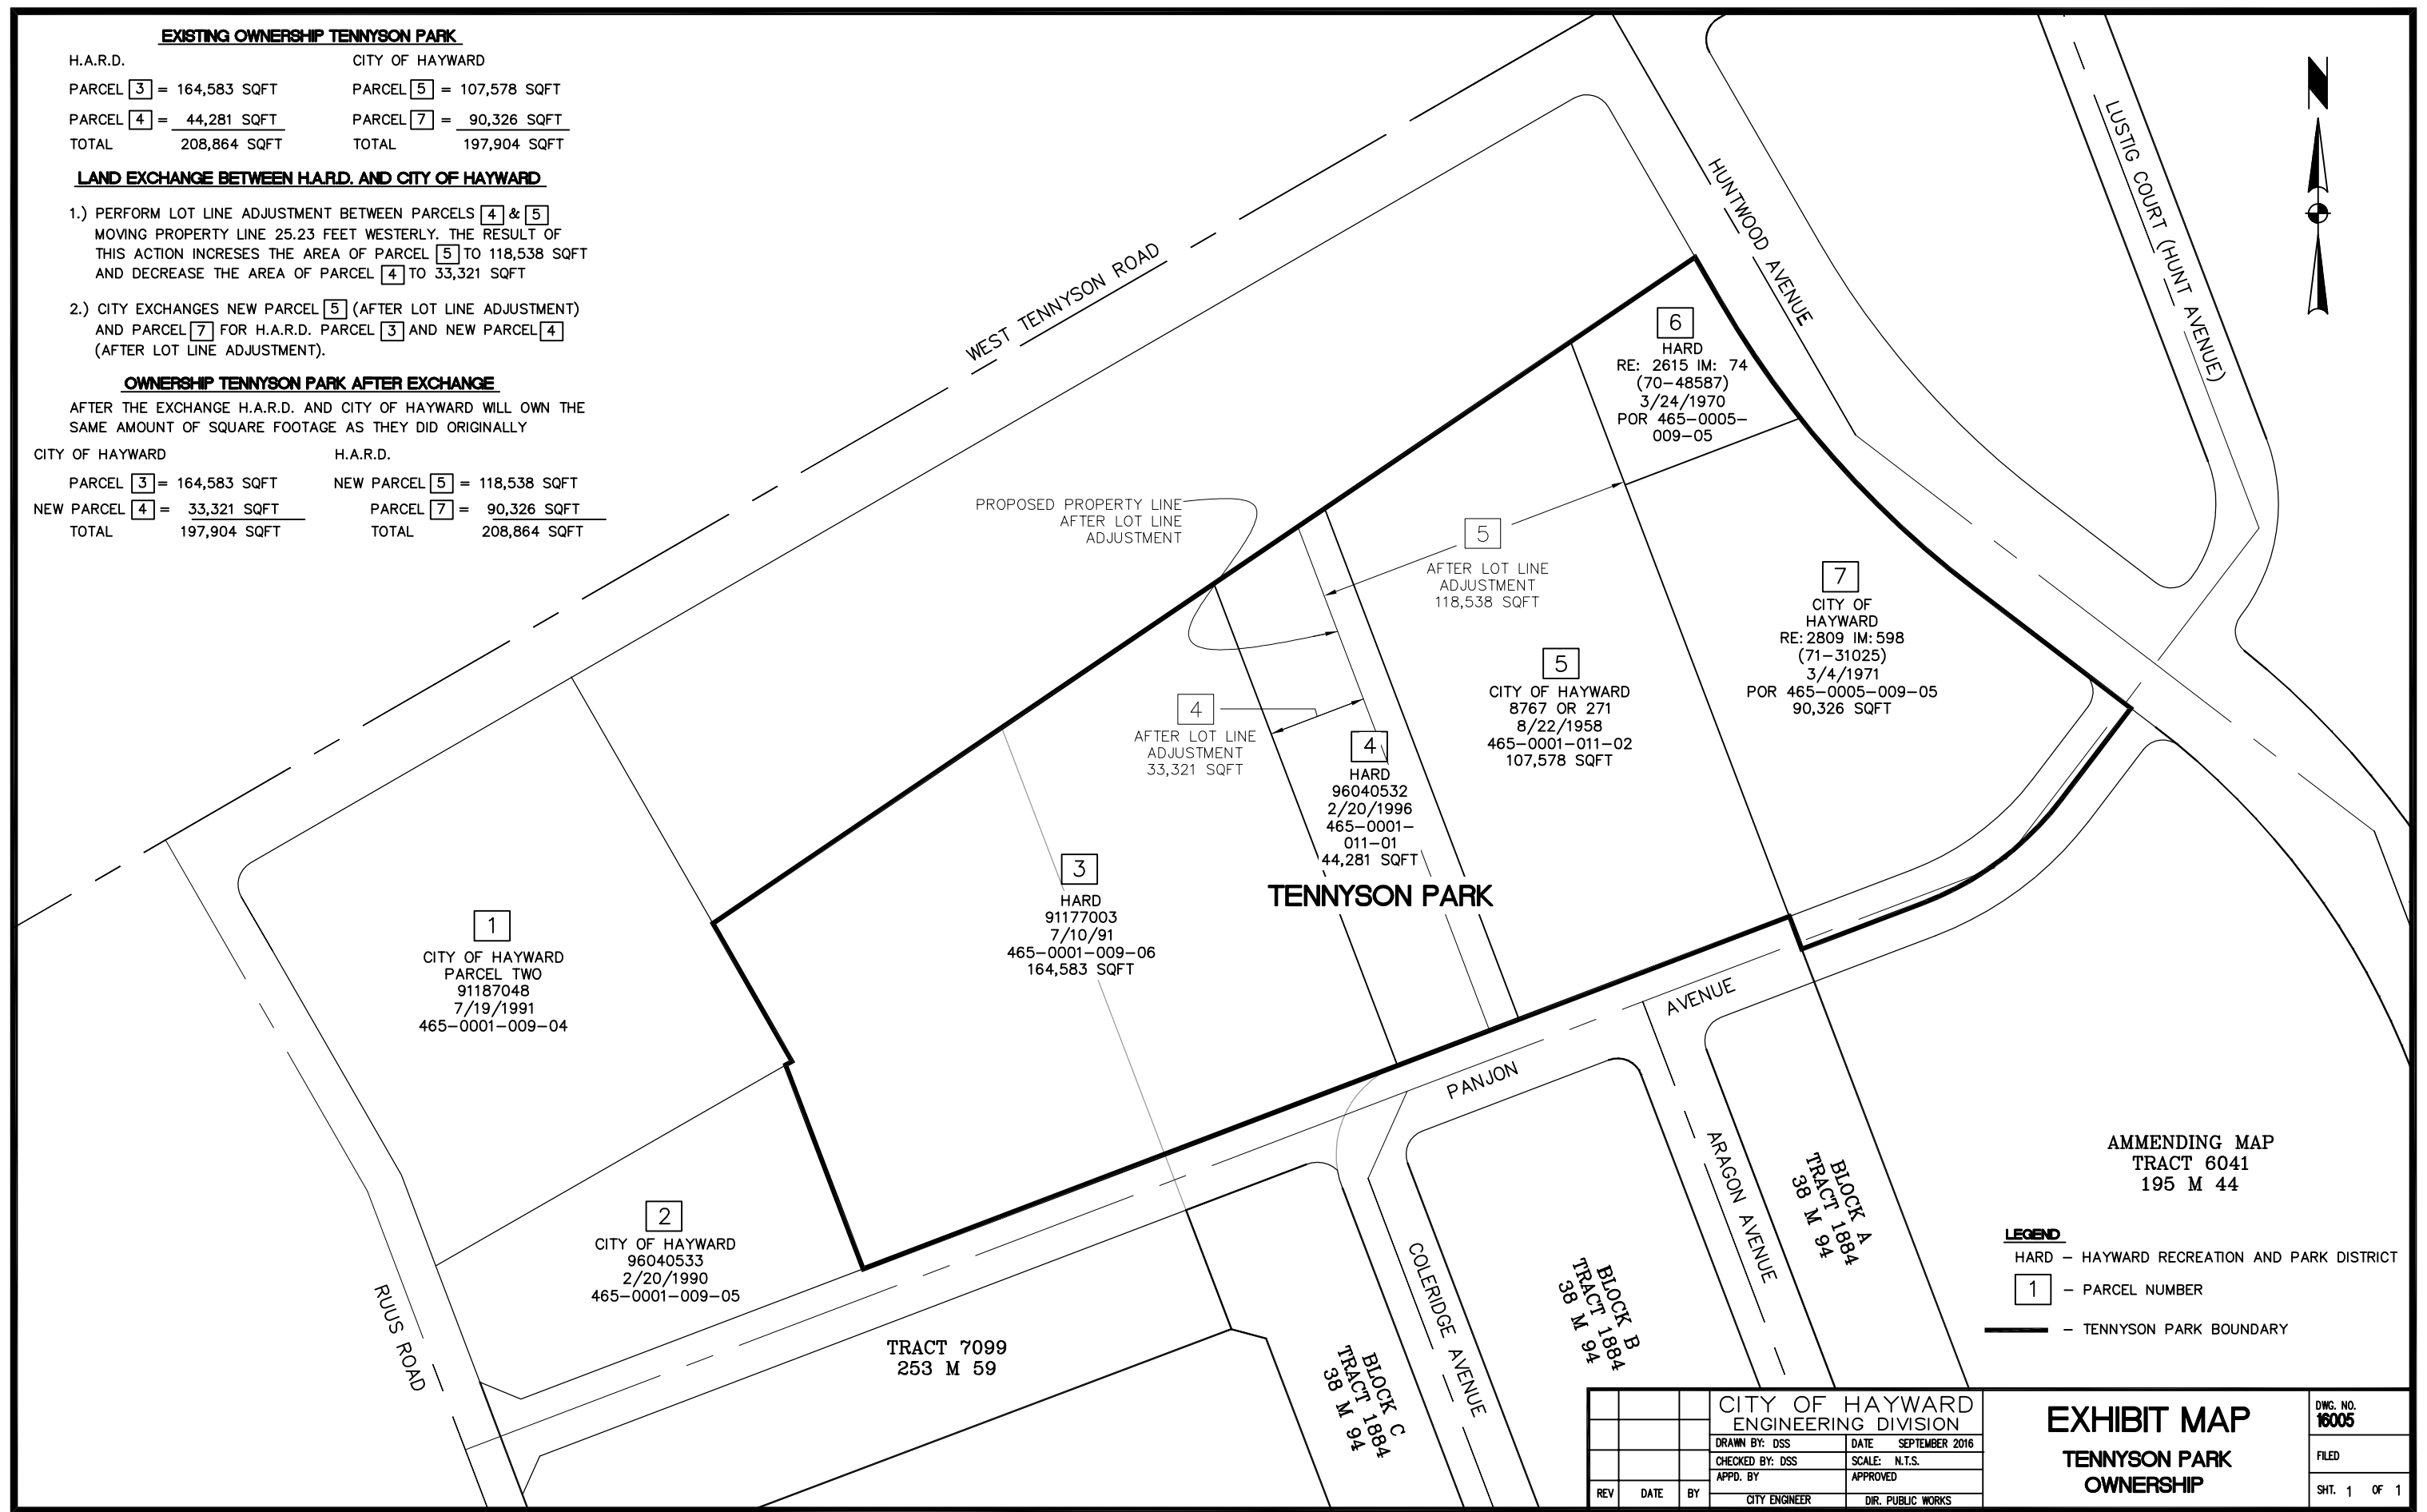 EXISTING OWNERSHIP TENNYSON PARK
H.A.R.D. CITY OF HAYWARD
PARCEL 3 = 164,583 SQFT PARCEL 5 = 107,578 SQFT
PARCEL 4 = 44,281 SQFT PARCEL 7 = 90,326 SQFT
TOTAL 208,864 SQFT TOTAL 197,904 SQFT
LAND EXCHANGE BETWEEN H.A.R.D. AND CITY OF HAYWARD
1.) PERFORM LOT LINE ADJUSTMENT BETWEEN PARCELS 4 & 5
MOVING PROPERTY LINE 25.23 FEET WESTERLY. THE RESULT OF
THIS ACTION INCRESES THE AREA OF PARCEL 5 TO 118,538 SQFT
AND DECREASE THE AREA OF PARCEL 4 TO 33,321 SQFT
2.) CITY EXCHANGES NEW PARCEL 5 (AFTER LOT LINE ADJUSTMENT)
AND PARCEL 7 FOR H.A.R.D. PARCEL 3 AND NEW PARCEL 4
(AFTER LOT LINE ADJUSTMENT).
OWNERSHIP TENNYSON PARK AFTER EXCHANGE
AFTER THE EXCHANGE H.A.R.D. AND CITY OF HAYWARD WILL OWN THE
SAME AMOUNT OF SQUARE FOOTAGE AS THEY DID ORIGINALLY
CITY OF HAYWARD H.A.R.D.
PARCEL 3 = 164,583 SQFT NEW PARCEL 5 = 118,538 SQFT
NEW PARCEL 4 = 33,321 SQFT PARCEL 7 = 90,326 SQFT
TOTAL 197,904 SQFT TOTAL 208,864 SQFT
N
WEST TENNYSON ROAD
HUNTWOOD AVENUE
LUSTIG COURT (HUNT AVENUE)
6
HARD
RE: 2615 IM: 74
(70-48587)
3/24/1970
POR 465-0005-
009-05
PROPOSED PROPERTY LINE
AFTER LOT LINE
ADJUSTMENT
5
AFTER LOT LINE
ADJUSTMENT
118,538 SQFT
7
CITY OF
HAYWARD
RE: 2809 IM: 598
(71-31025)
3/4/1971
POR 465-0005-009-05
90,326 SQFT
5
CITY OF HAYWARD
8767 OR 271
8/22/1958
465-0001-011-02
107,578 SQFT
4
AFTER LOT LINE
ADJUSTMENT
33,321 SQFT
4
HARD
96040532
2/20/1996
465-0001-
011-01
44,281 SQFT
TENNYSON PARK
3
HARD
91177003
7/10/91
465-0001-009-06
164,583 SQFT
1
CITY OF HAYWARD
PARCEL TWO
91187048
7/19/1991
465-0001-009-04
2
CITY OF HAYWARD
96040533
2/20/1990
465-0001-009-05
RUUS ROAD
PANJON AVENUE
TRACT 7099
253 M 59
COLERIDGE AVENUE
ARAGON AVENUE
BLOCK C
TRACT 1884
38 M 94
BLOCK B
TRACT 1884
38 M 94
BLOCK A
TRACT 1884
38 M 94
AMMENDING MAP
TRACT 6041
195 M 44
LEGEND
HARD - HAYWARD RECREATION AND PARK DISTRICT
1 - PARCEL NUMBER
- TENNYSON PARK BOUNDARY
REV DATE BY
CITY OF HAYWARD
ENGINEERING DIVISION
DRAWN BY: DSS DATE SEPTEMBER 2016
CHECKED BY: DSS SCALE: N.T.S.
APPD. BY APPROVED
CITY ENGINEER DIR. PUBLIC WORKS
EXHIBIT MAP
TENNYSON PARK
OWNERSHIP
DWG. NO.
16005
FILED
SHT. 1 OF 1